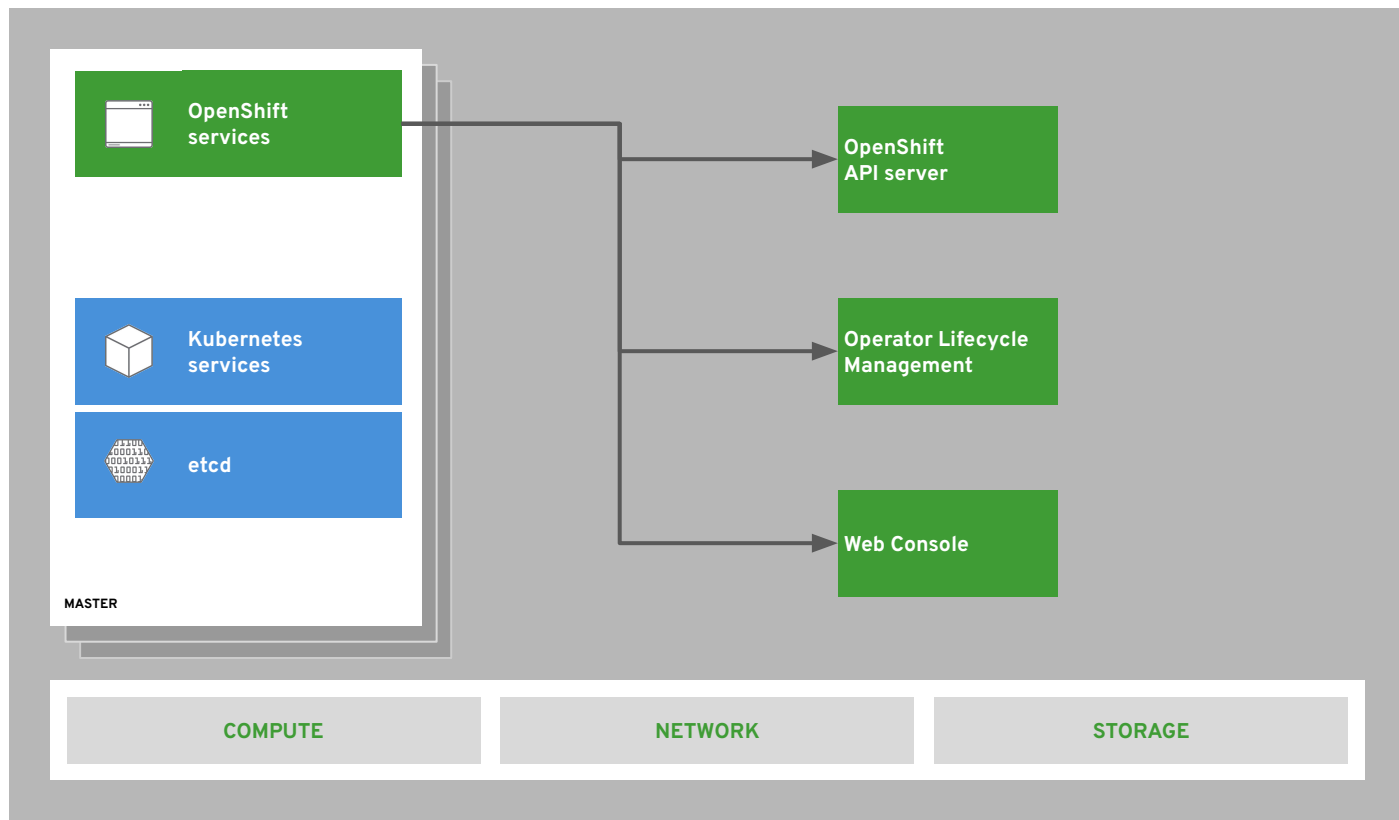 OpenShift
services
Kubernetes
services
etcd
MASTER
OpenShift
API server
Operator Lifecycle
Management
Web Console
COMPUTE
NETWORK
STORAGE